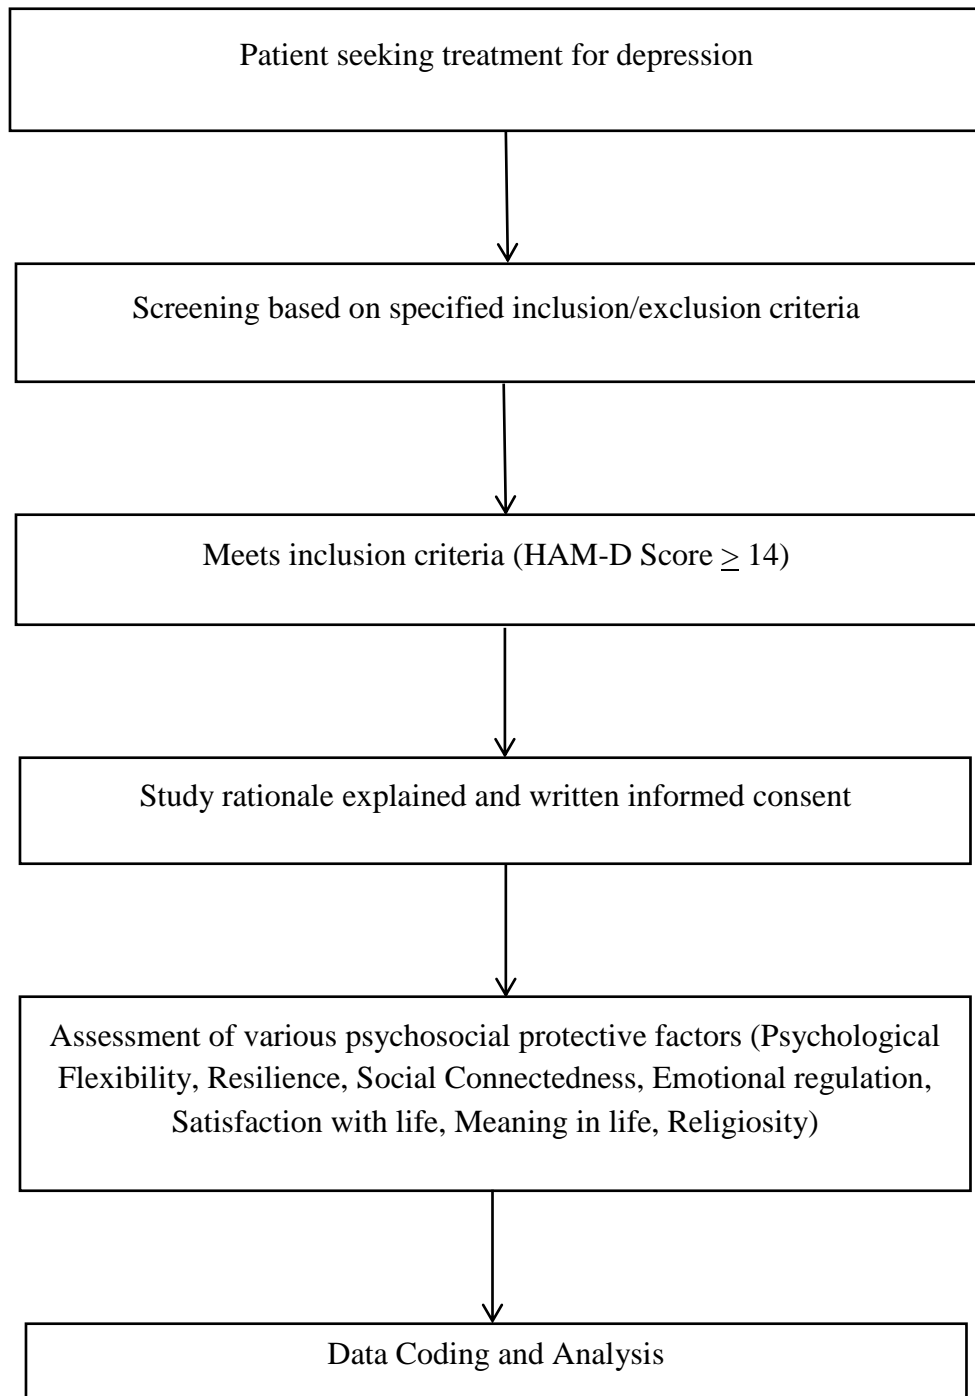 Patient seeking treatment for depression
Screening based on specified inclusion/exclusion criteria
Meets inclusion criteria (HAM-D Score ≥ 14)
Study rationale explained and written informed consent
Assessment of various psychosocial protective factors (Psychological
Flexibility, Resilience, Social Connectedness, Emotional regulation,
Satisfaction with life, Meaning in life, Religiosity)
Data Coding and Analysis